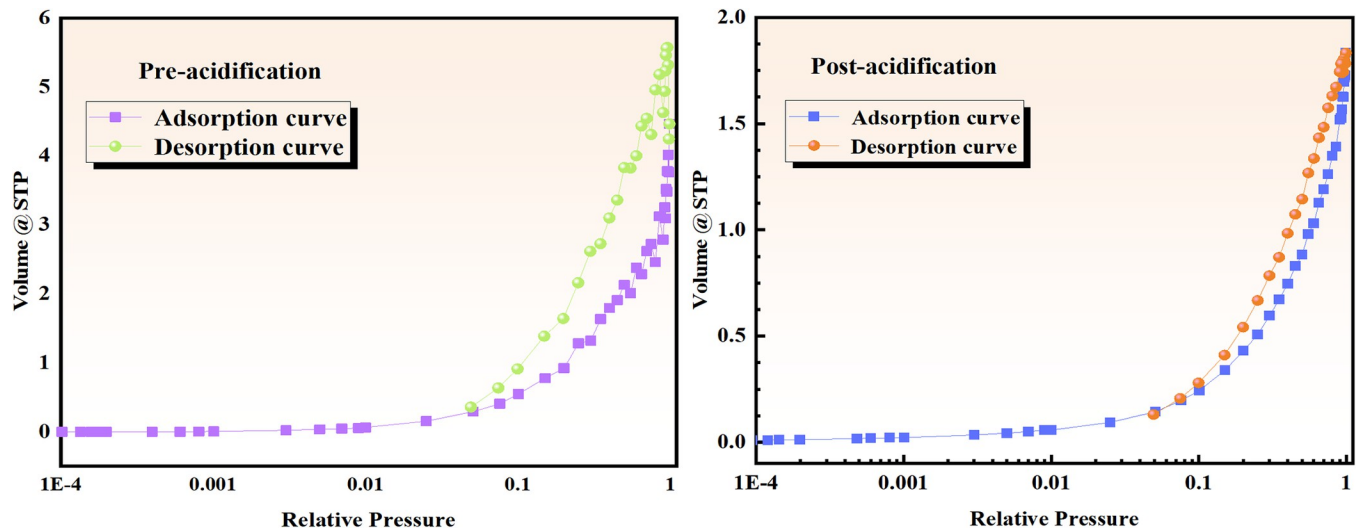 6
5
4
3
2
1
0
Volume @ STP
Pre-acidification
Adsorption curve
Desorption curve
1E-4
0.001
0.01
0.1
1
Relative Pressure
2.0
1.5
1.0
0.5
0.0
Volume @ STP
Post-acidification
Adsorption curve
Desorption curve
1E-4
0.001
0.01
0.1
1
Relative Pressure